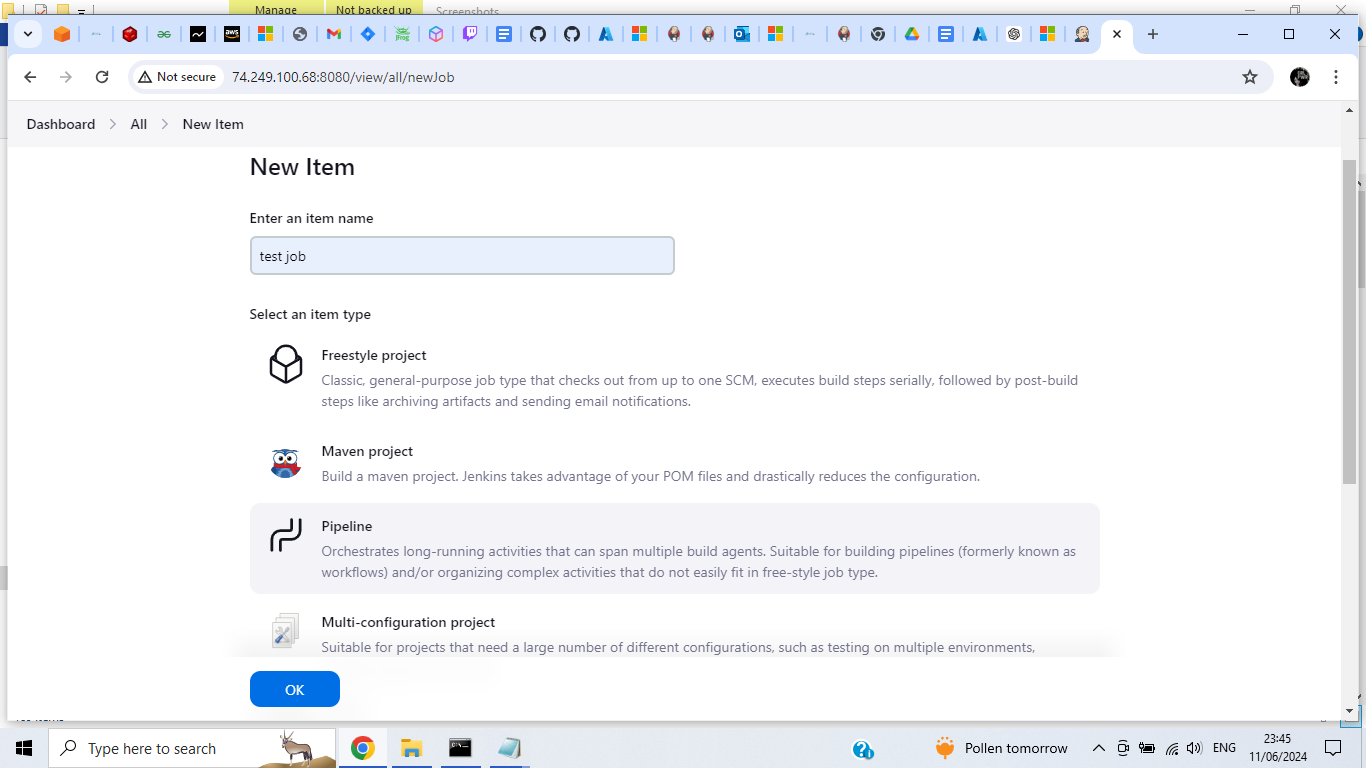 Manage
Not backed up
Screenshots
aws
Not secure
74.249.100.68:8080/view/all/newJob
Dashboard
All
New Item
New Item
Enter an item name
test job
Select an item type
Freestyle project
Classic, general-purpose job type that checks out from up to one SCM, executes build steps serially, followed by post-build
steps like archiving artifacts and sending email notifications.
Maven project
Build a maven project. Jenkins takes advantage of your POM files and drastically reduces the configuration.
Pipeline
Orchestrates long-running activities that can span multiple build agents. Suitable for building pipelines (formerly known as
workflows) and/or organizing complex activities that do not easily fit in free-style job type.
Multi-configuration project
Suitable for projects that need a large number of different configurations, such as testing on multiple environments,
OK
Type here to search
Pollen tomorrow
ENG
23:45
11/06/2024